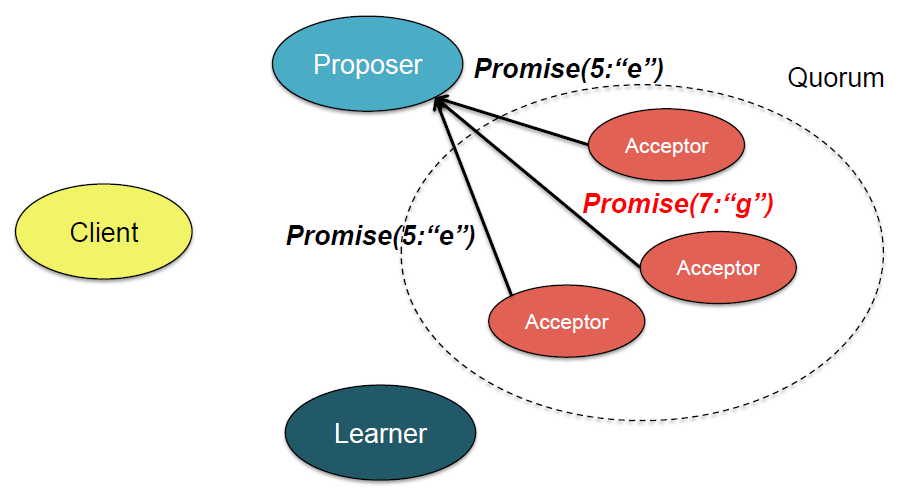 Proposer
Promise(5:“e”)
Quorum
Acceptor
Promise(7:“g”)
Client
Promise(5:“e”)
Acceptor
Acceptor
Learner